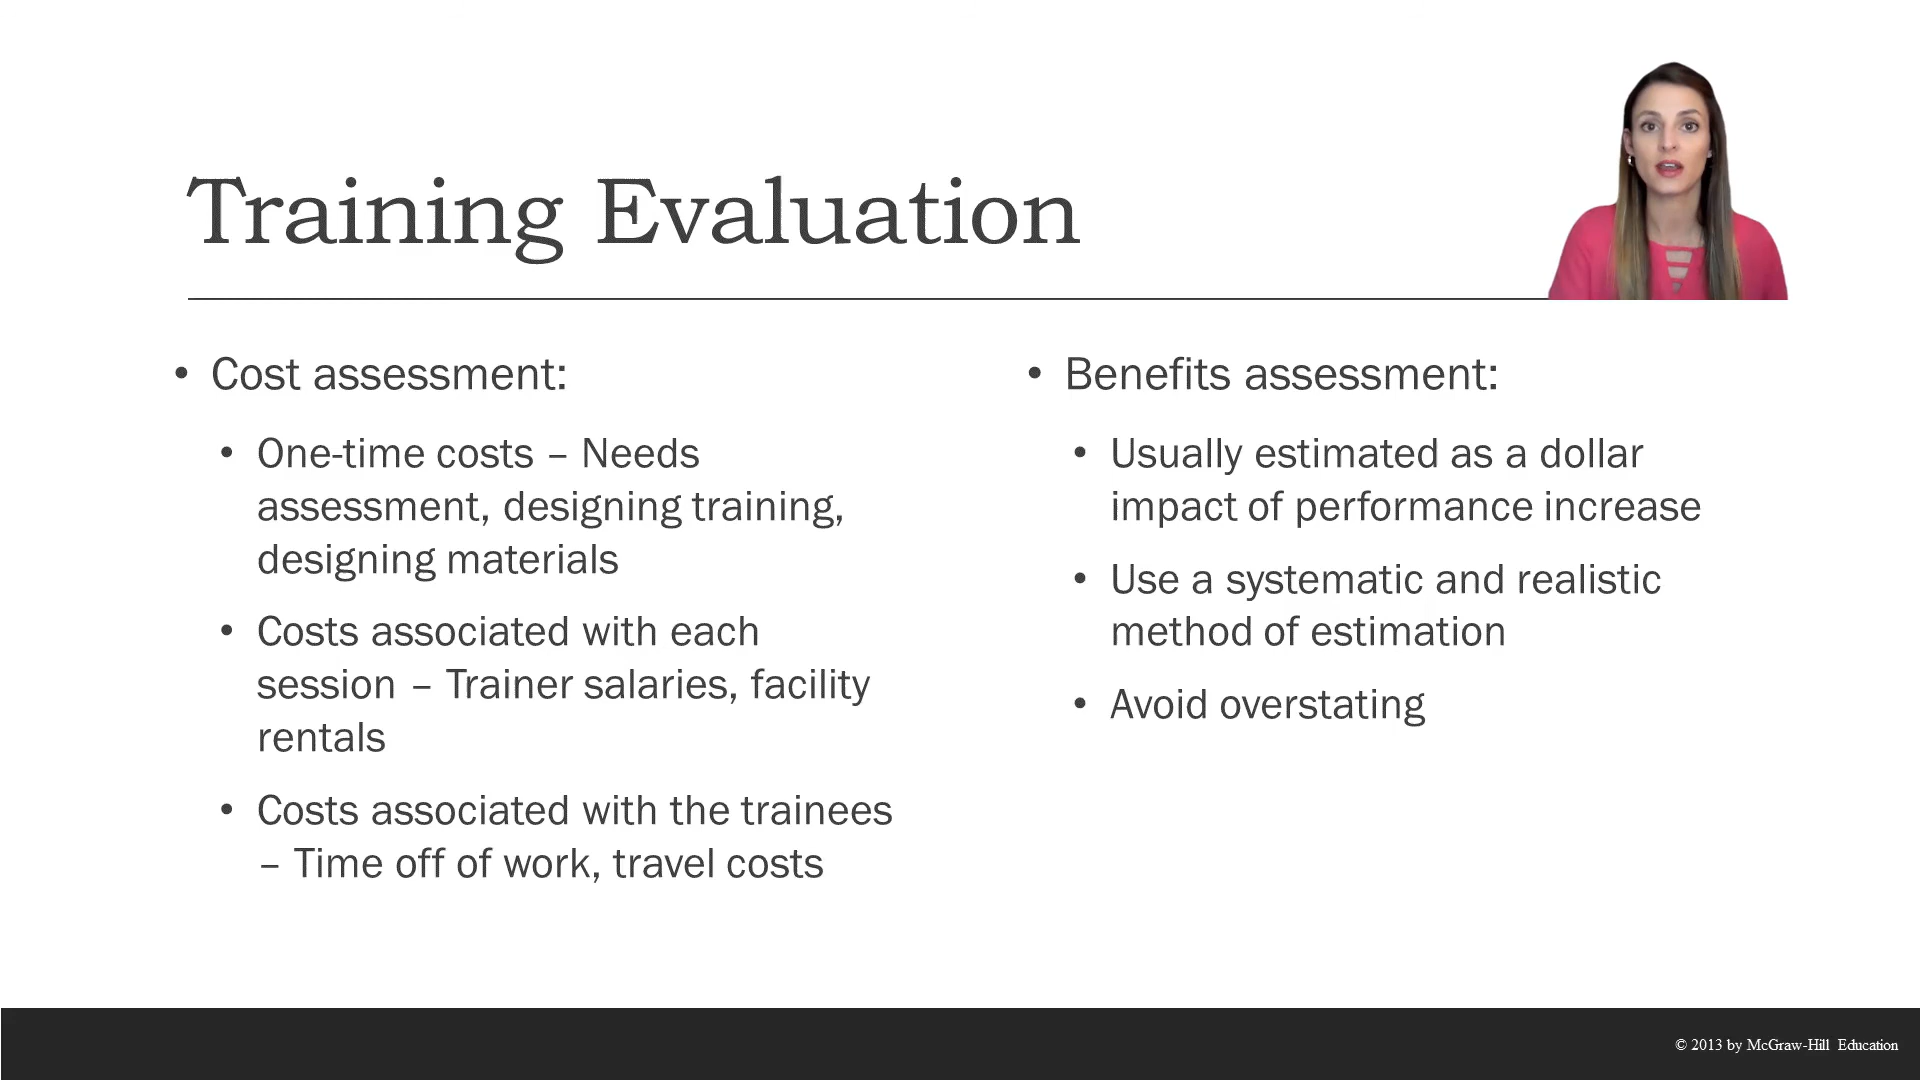 Training Evaluation
• Cost assessment:
• One-time costs – Needs
assessment, designing training,
designing materials
• Costs associated with each
session – Trainer salaries, facility
rentals
• Costs associated with the trainees
– Time off of work, travel costs
• Benefits assessment:
• Usually estimated as a dollar
impact of performance increase
• Use a systematic and realistic
method of estimation
• Avoid overstating
© 2013 by McGraw-Hill Education